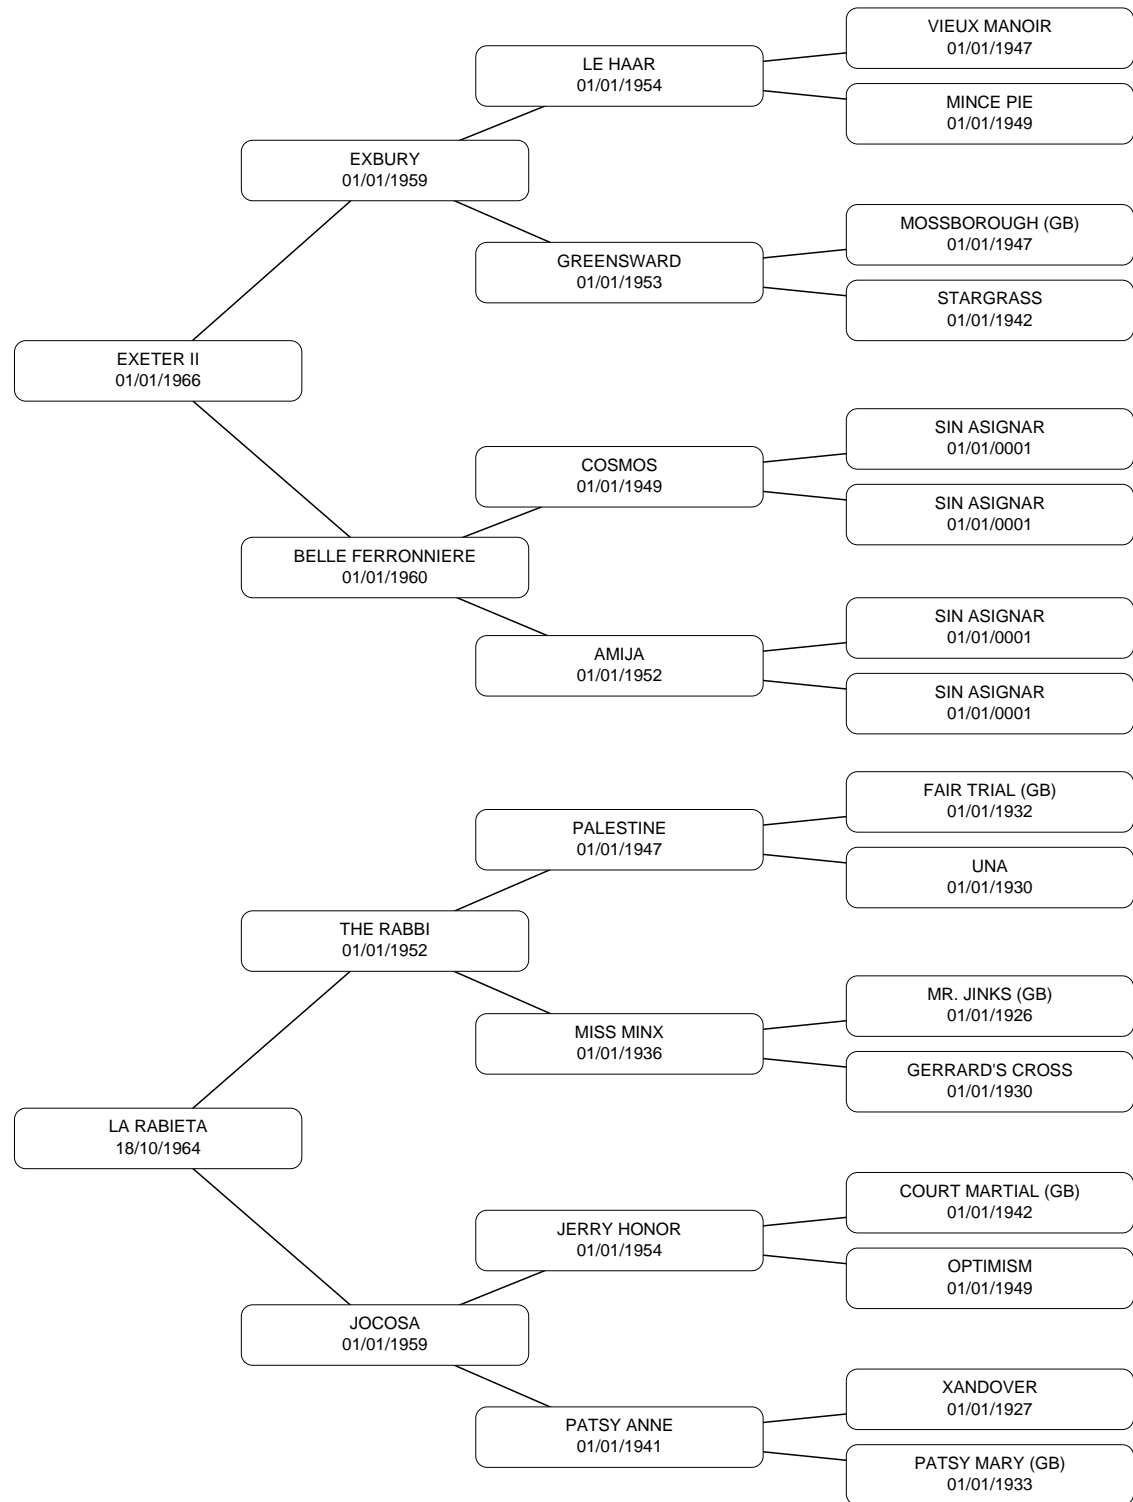 VIEUX MANOIR
01/01/1947
LE HAAR
01/01/1954
MINCE PIE
01/01/1949
EXBURY
01/01/1959
MOSSBOROUGH (GB)
01/01/1947
GREENSWARD
01/01/1953
STARGRASS
01/01/1942
EXETER II
01/01/1966
SIN ASIGNAR
01/01/0001
COSMOS
01/01/1949
SIN ASIGNAR
01/01/0001
BELLE FERRONNIERE
01/01/1960
SIN ASIGNAR
01/01/0001
AMIJA
01/01/1952
SIN ASIGNAR
01/01/0001
FAIR TRIAL (GB)
01/01/1932
PALESTINE
01/01/1947
UNA
01/01/1930
THE RABBI
01/01/1952
MR. JINKS (GB)
01/01/1926
MISS MINX
01/01/1936
GERRARD'S CROSS
01/01/1930
LA RABIETA
18/10/1964
COURT MARTIAL (GB)
01/01/1942
JERRY HONOR
01/01/1954
OPTIMISM
01/01/1949
JOCOSA
01/01/1959
XANDOVER
01/01/1927
PATSY ANNE
01/01/1941
PATSY MARY (GB)
01/01/1933